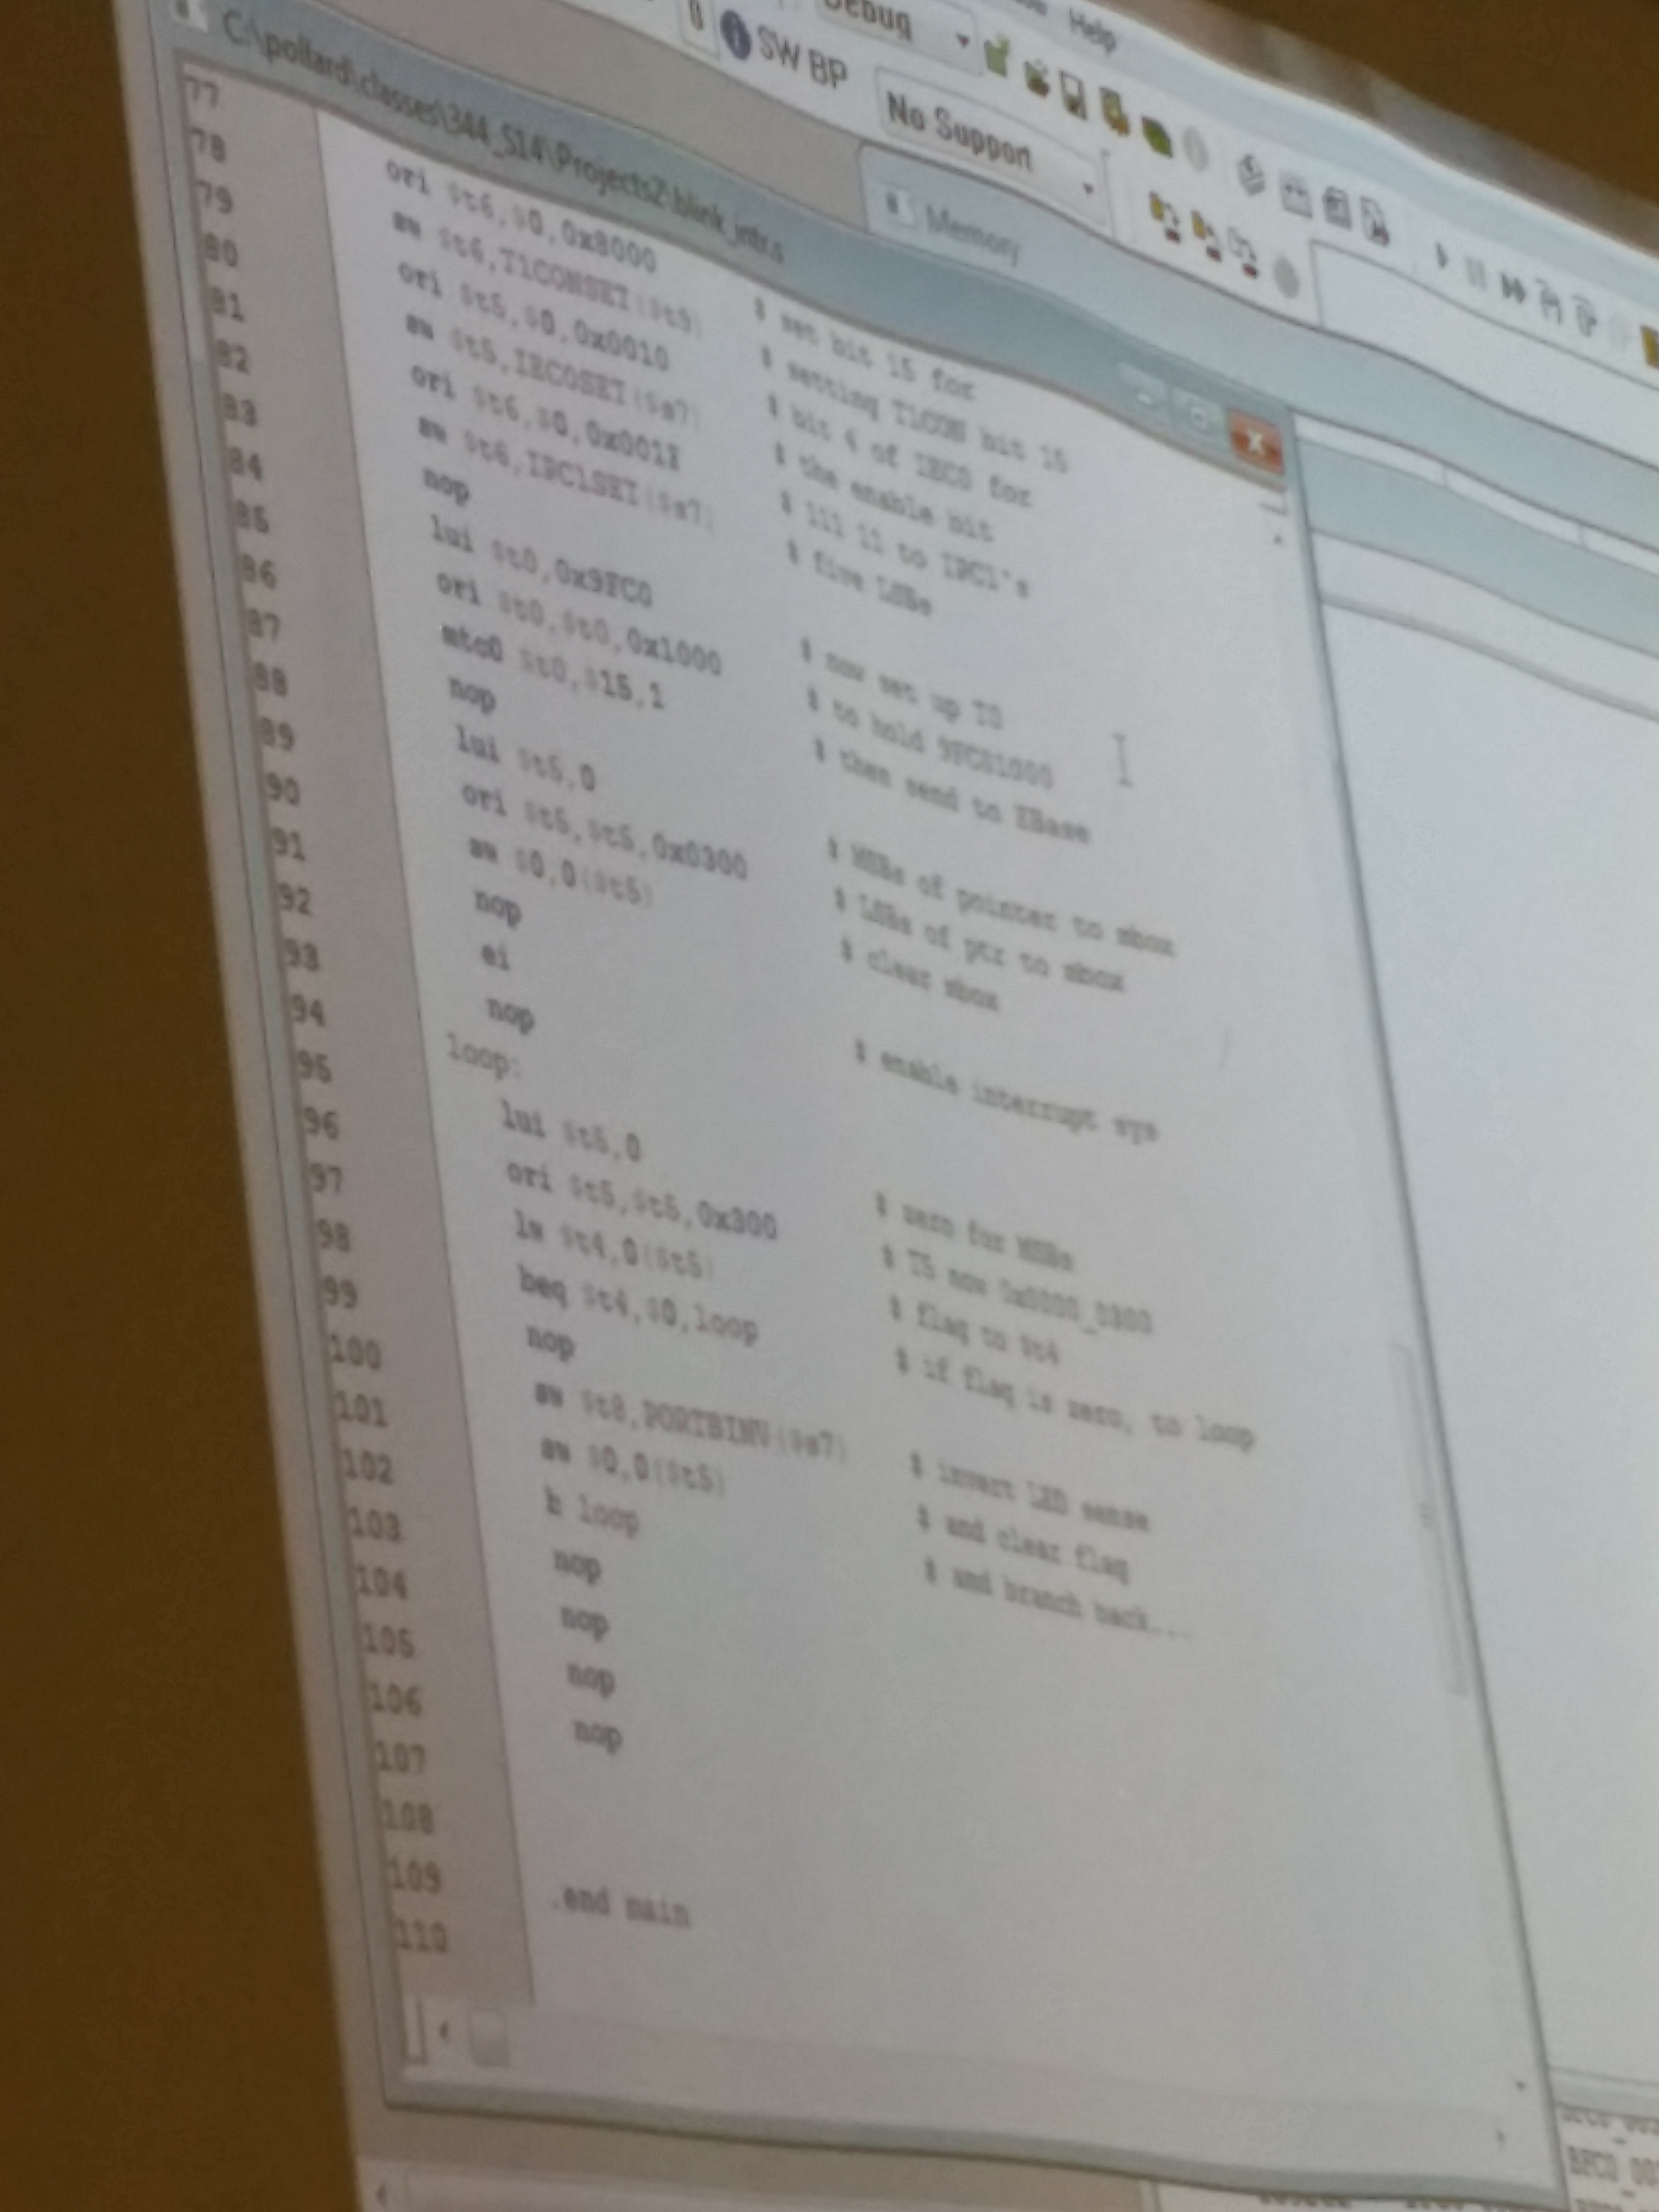 Debug
Help
SW BP
No Support
C:\pollard\classes\344_S14\Projects2\blink_intr.s
Memory
77
78 ori $t6,$0,0x8000 # set bit 15 for
79 sw $t6,T1CONSET($t9) # setting T1CON bit 15
80 ori $t5,$0,0x0010 # bit 4 of IEC0 for
81 sw $t5,IEC0SET($s7) # the enable bit
82 ori $t6,$0,0x001F # 111 11 to IPC1's
83 sw $t6,IPC1SET($s7) # five LSBs
84 nop
85 lui $t0,0x9FC0 # now set up T0
86 ori $t0,$t0,0x1000 # to hold 9FC01000
87 mtc0 $t0,$15,1 # then send to EBase
88 nop
89 lui $t5,0 # MSBs of pointer to mbox
90 ori $t5,$t5,0x0300 # LSBs of ptr to mbox
91 sw $0,0($t5) # clear mbox
92 nop
93 ei # enable interrupt sys
94 nop
95 loop:
96 lui $t5,0 # zero for MSBs
97 ori $t5,$t5,0x300 # T5 now 0x0000_0300
98 lw $t4,0($t5) # flag to $t4
99 beq $t4,$0,loop # if flag is zero, to loop
100 nop
101 sw $t8,PORTBINV($s7) # invert LED sense
102 sw $0,0($t5) # and clear flag
103 b loop # and branch back...
104 nop
105 nop
106 nop
107 nop
108
109
110 .end main